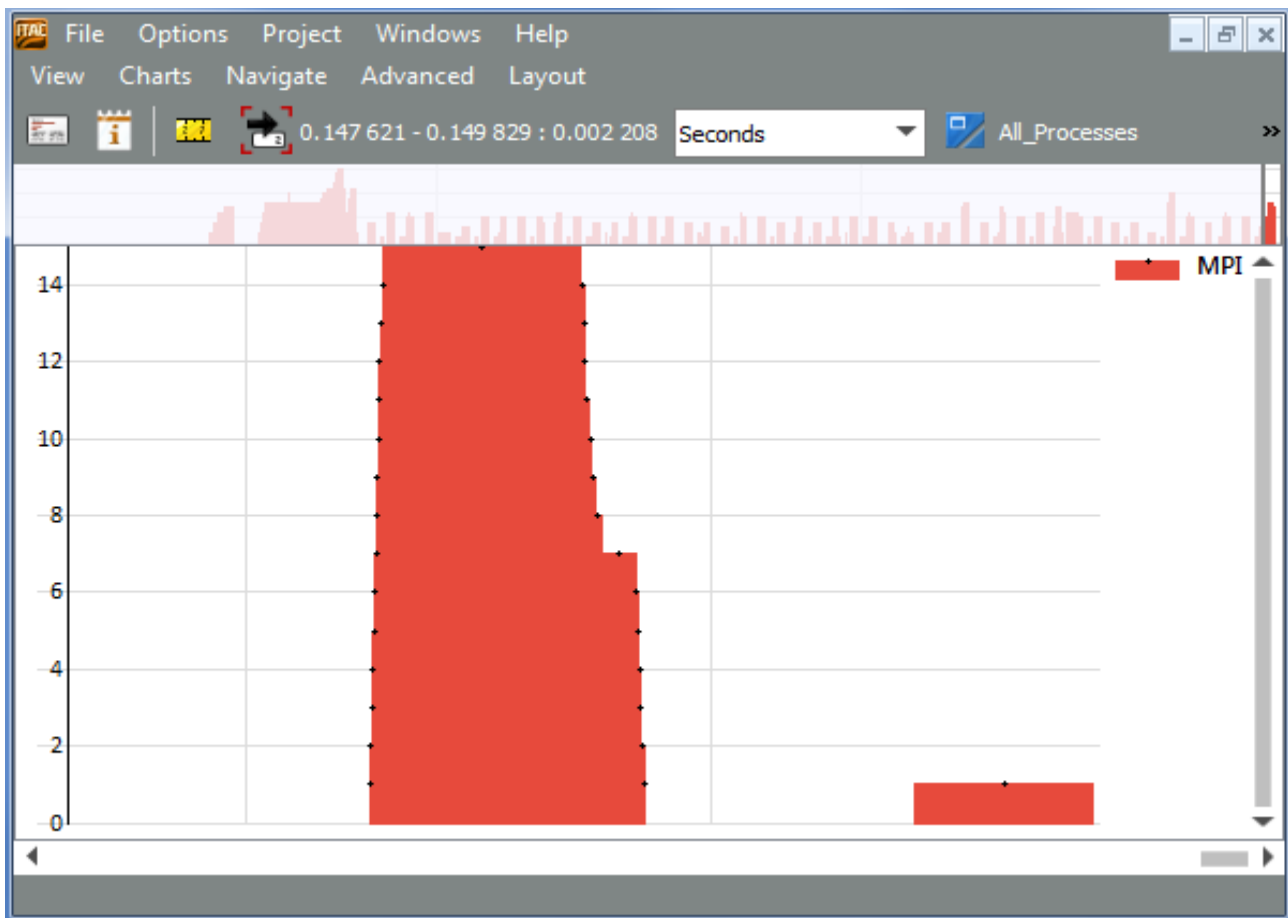 ITAC File Options Project Windows Help
View Charts Navigate Advanced Layout
i 2 0.147 621 - 0.149 829 : 0.002 208 Seconds All_Processes »
MPI
14
12
10
8
6
4
2
0